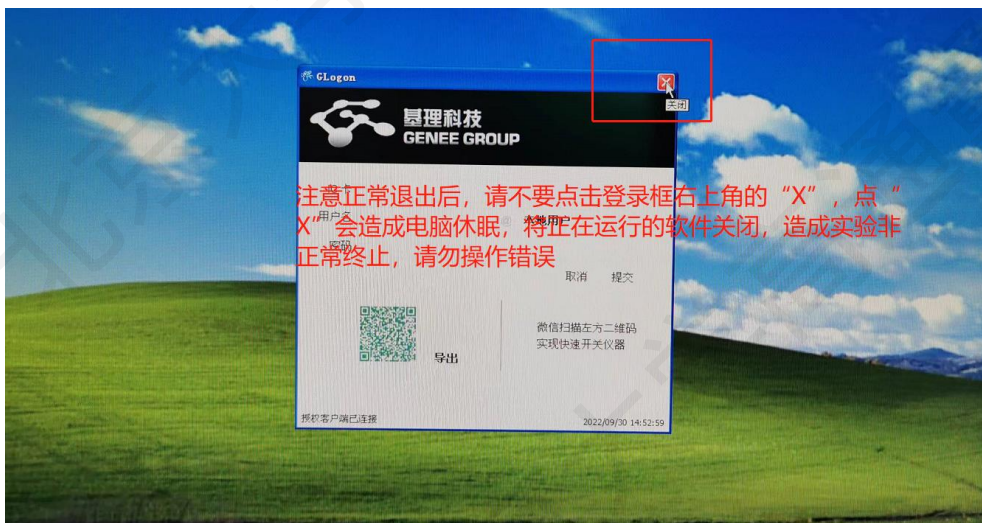 GLogon
关闭
基理科技
GENEE GROUP
注意正常退出后，请不要点击登录框右上角的“X”，点“
X”会造成电脑休眠，将正在运行的软件关闭，造成实验非
正常终止，请勿操作错误
用户名
密码
取消 提交
微信扫描左方二维码
实现快速开关仪器
导出
授权客户端已连接
2022/09/30 14:52:59